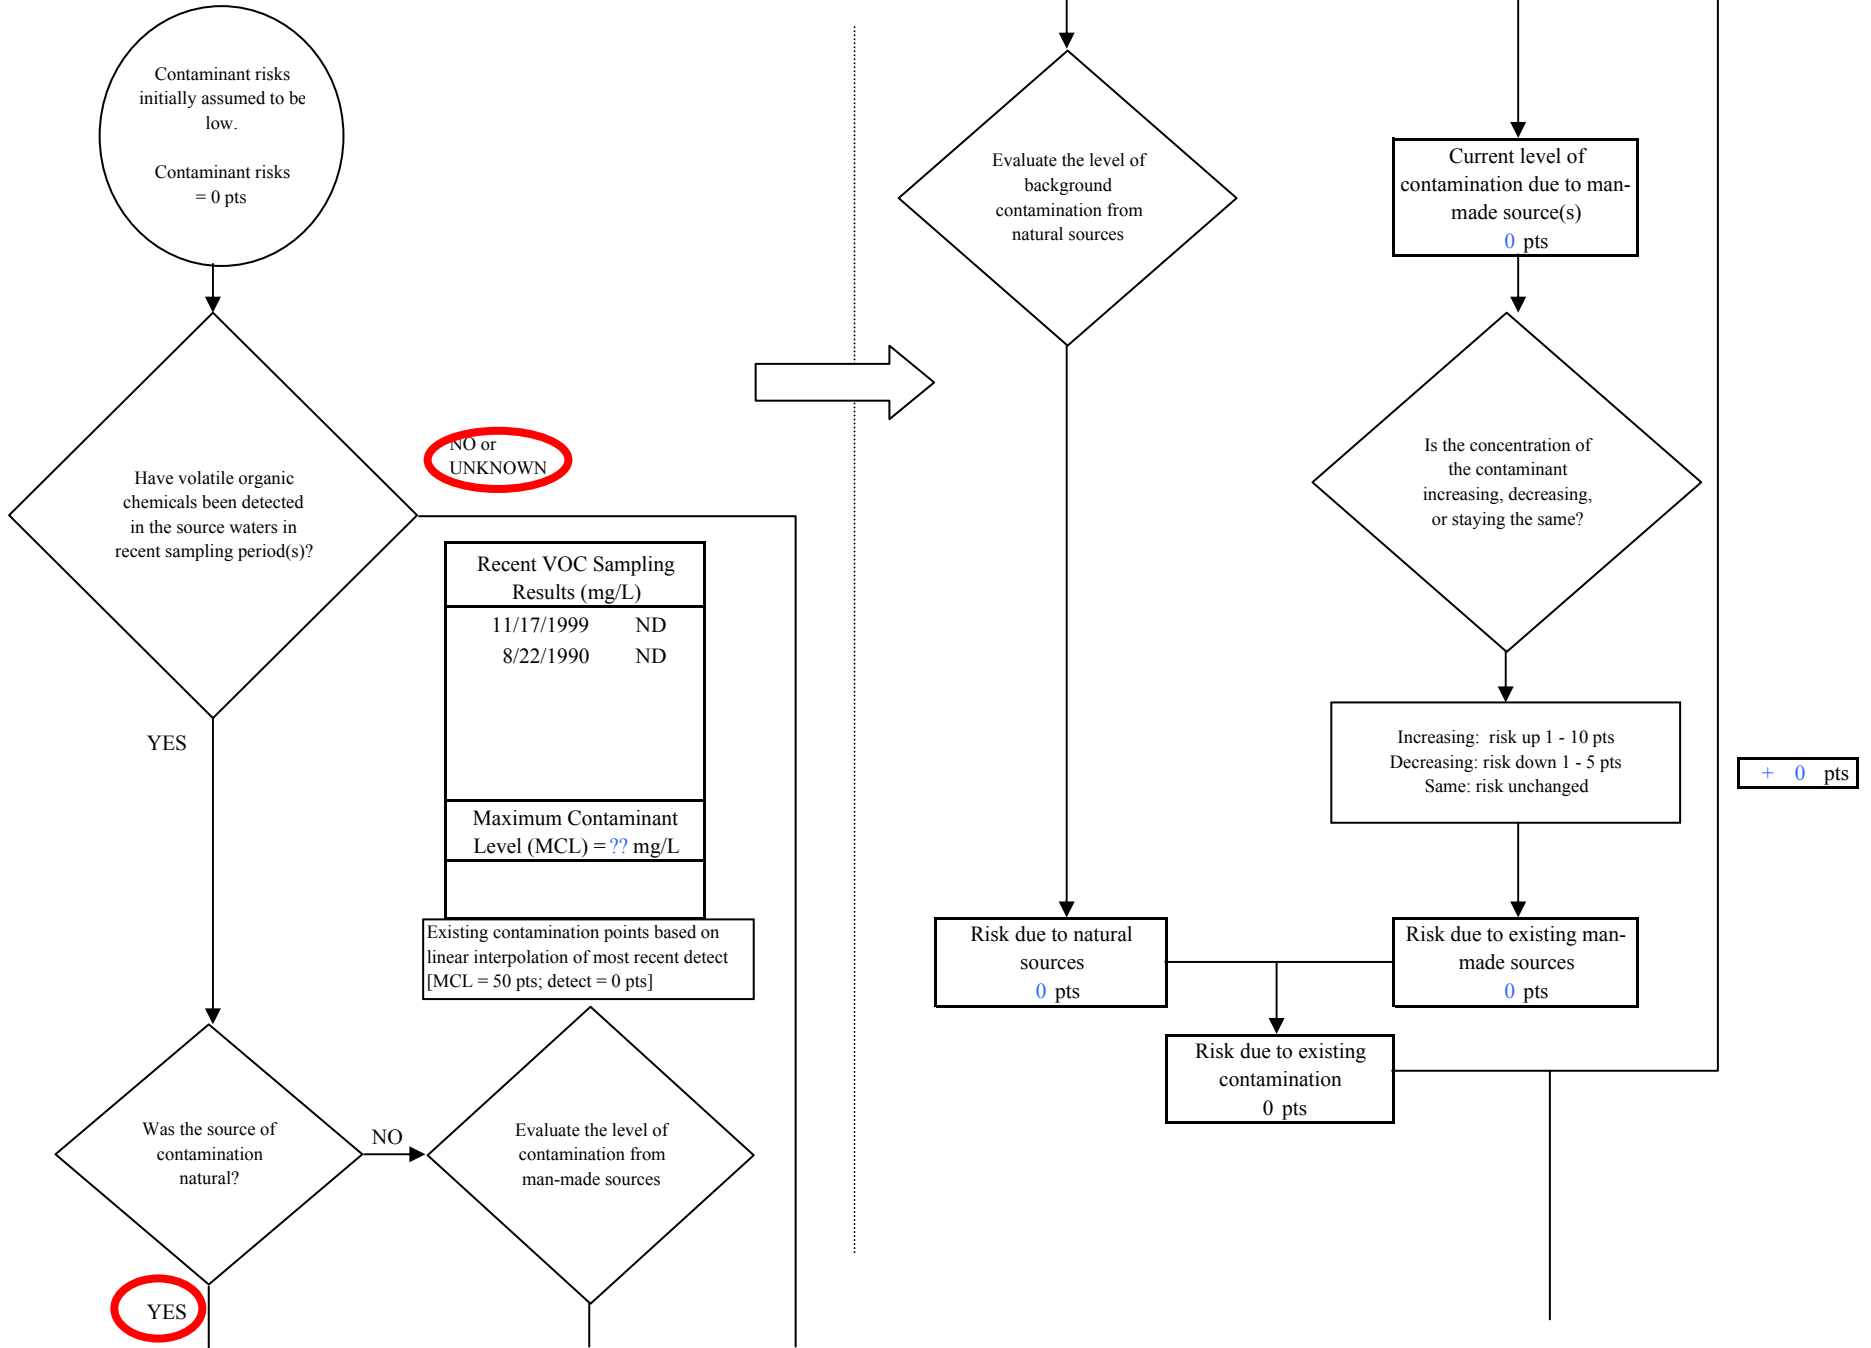 Contaminant risks
initially assumed to be
low.
Contaminant risks
= 0 pts
Have volatile organic
chemicals been detected
in the source waters in
recent sampling period(s)?
NO or
UNKNOWN
YES
Recent VOC Sampling
Results (mg/L)
11/17/1999 ND
8/22/1990 ND
Maximum Contaminant
Level (MCL) = ?? mg/L
Existing contamination points based on
linear interpolation of most recent detect
[MCL = 50 pts; detect = 0 pts]
Was the source of
contamination
natural?
NO
YES
Evaluate the level of
contamination from
man-made sources
Evaluate the level of
background
contamination from
natural sources
Current level of
contamination due to man-
made source(s)
0 pts
Is the concentration of
the contaminant
increasing, decreasing,
or staying the same?
Increasing: risk up 1 - 10 pts
Decreasing: risk down 1 - 5 pts
Same: risk unchanged
+ 0 pts
Risk due to natural
sources
0 pts
Risk due to existing man-
made sources
0 pts
Risk due to existing
contamination
0 pts